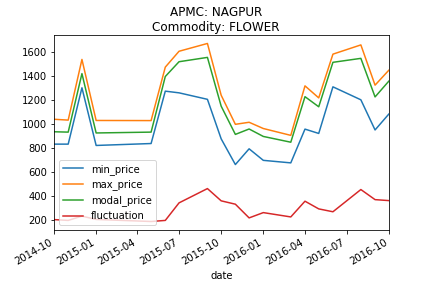 APMC: NAGPUR
Commodity: FLOWER
1600
1400
1200
1000
800
600
400
200
min_price
max_price
modal_price
fluctuation
2014-10
2015-01
2015-04
2015-07
2015-10
2016-01
2016-04
2016-07
2016-10
date